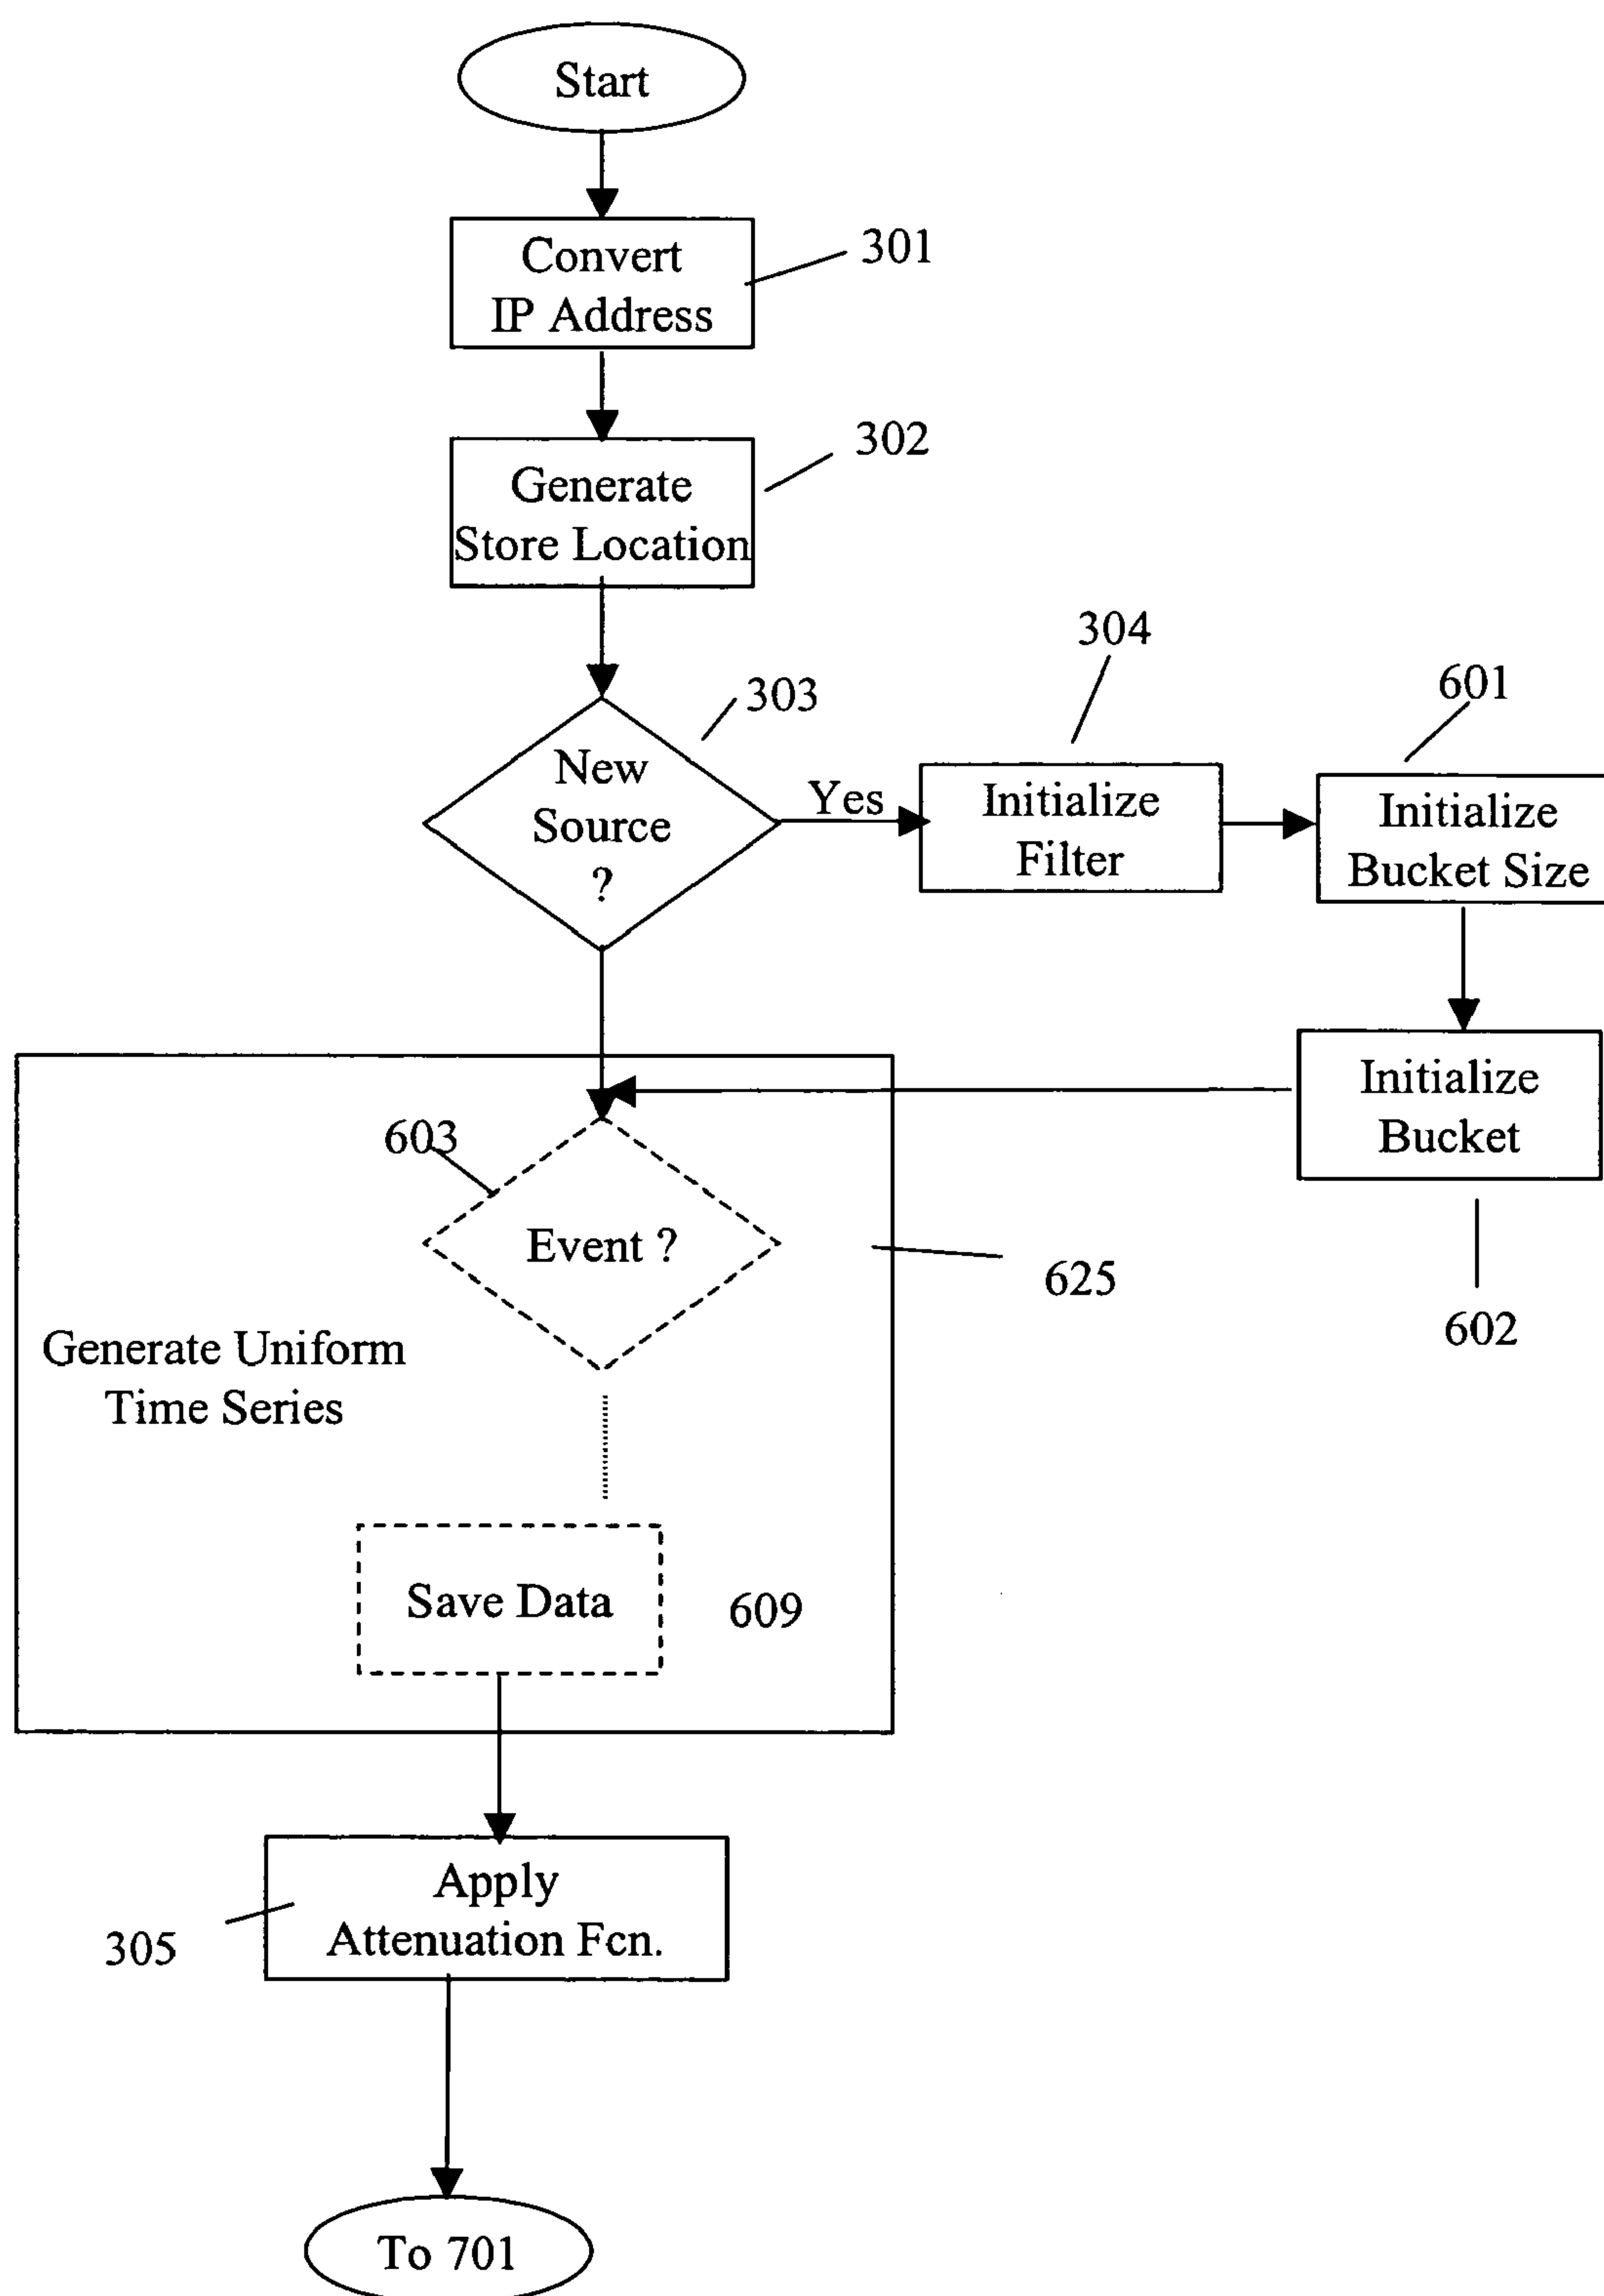 Start
Convert
IP Address
301
Generate
Store Location
302
New
Source
?
303
Yes
Initialize
Filter
304
Initialize
Bucket Size
601
Initialize
Bucket
602
603
Event ?
625
Generate Uniform
Time Series
Save Data
609
Apply
Attenuation Fcn.
305
To 701